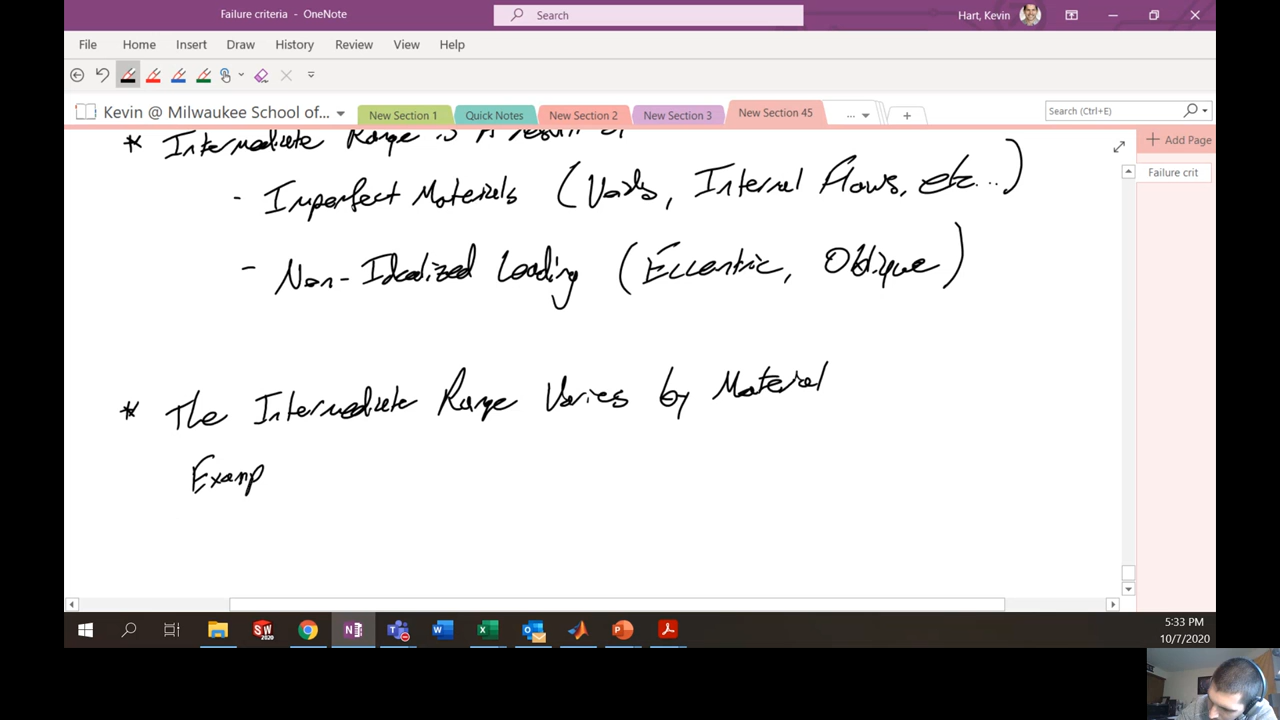 Failure criteria - OneNote
Search
Hart, Kevin
File Home Insert Draw History Review View Help
Kevin @ Milwaukee School of...
New Section 1 Quick Notes New Section 2 New Section 3 New Section 45 ...
Search (Ctrl+E)
Add Page
Failure crit
* Intermediate Range is A result of
- Imperfect Materials (Voids, Internal Flaws, etc...)
- Non-Idealized Loading (Eccentric, Oblique)
* The Intermediate Range Varies by Material
Examp
SW
2020
5:33 PM
10/7/2020